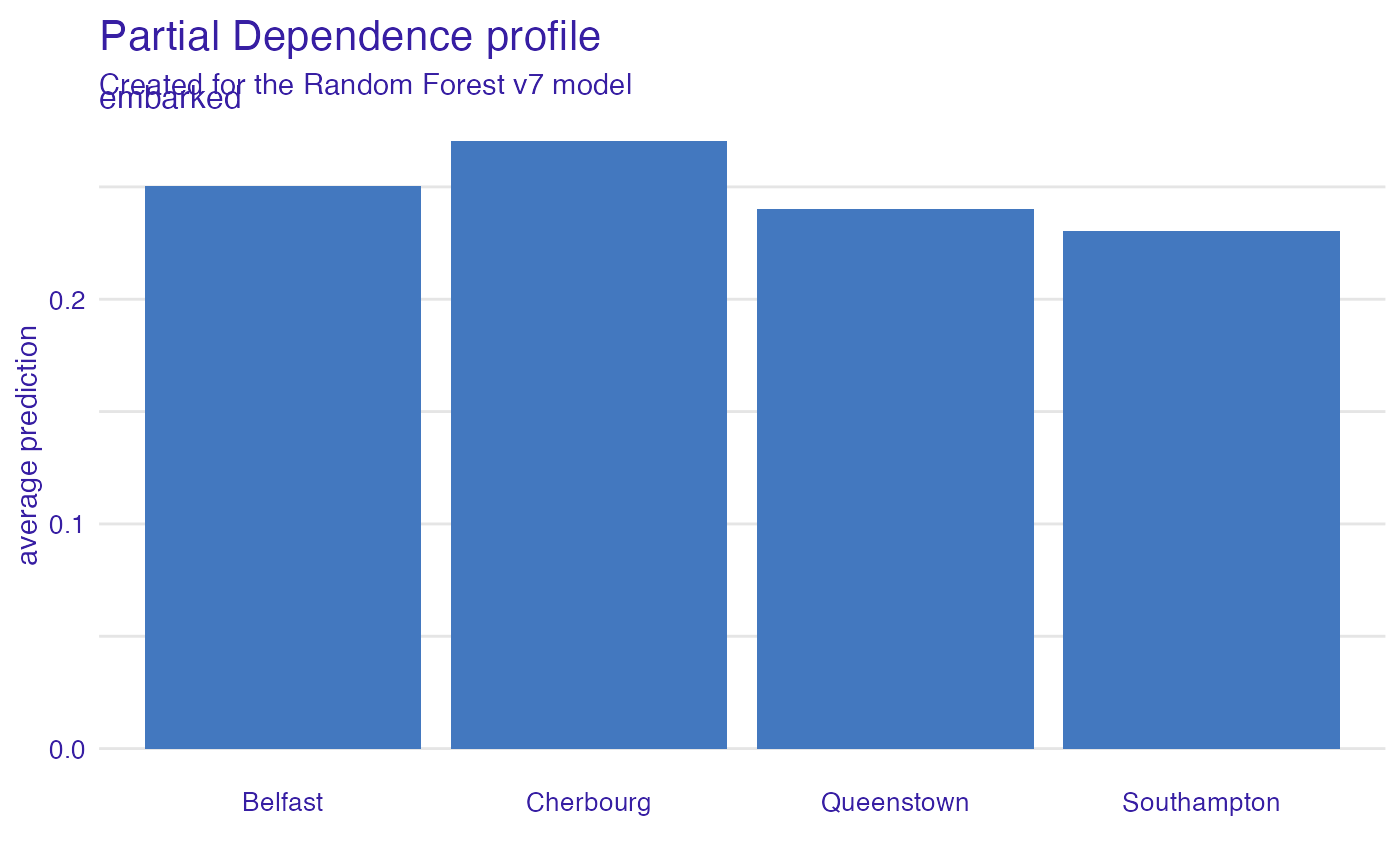 Partial Dependence profile
Created for the Random Forest v7 model
embarked
average prediction
0.2
0.1
0.0
Belfast
Cherbourg
Queenstown
Southampton